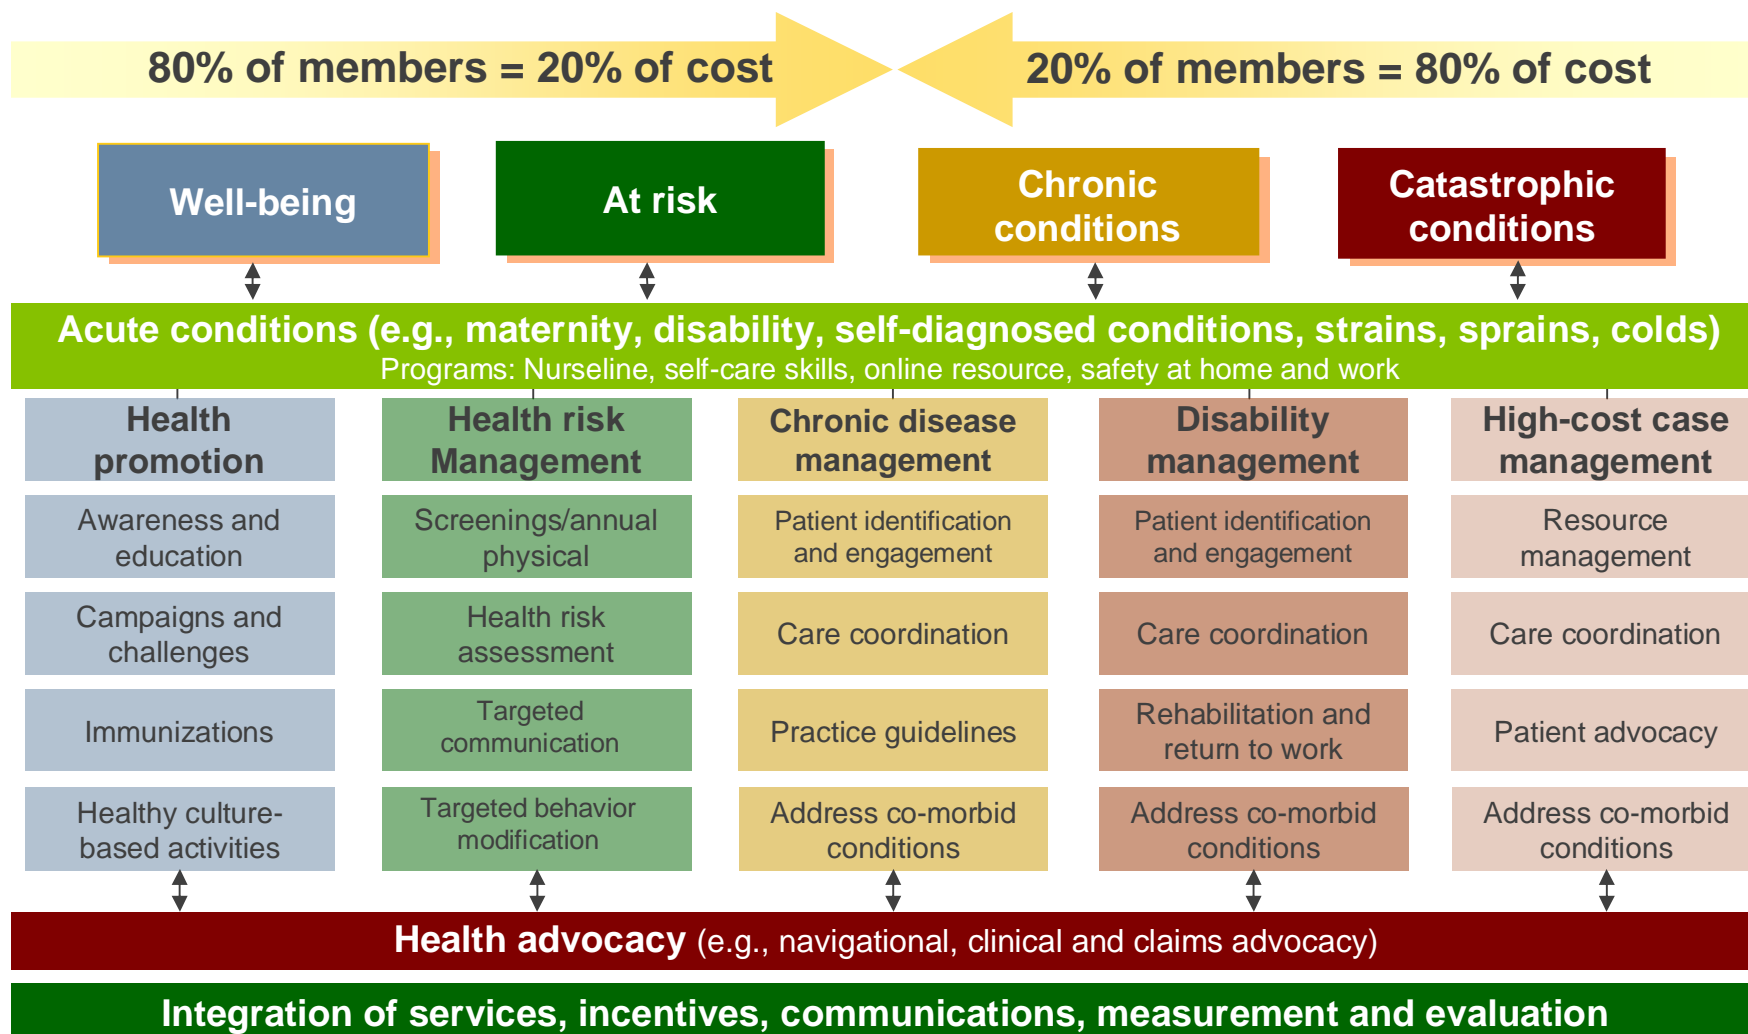 80% of members = 20% of cost
20% of members = 80% of cost
Well-being
At risk
Chronic
conditions
Catastrophic
conditions
Acute conditions (e.g., maternity, disability, self-diagnosed conditions, strains, sprains, colds)
Programs: Nurseline, self-care skills, online resource, safety at home and work
Health
promotion
Health risk
Management
Chronic disease
management
Disability
management
High-cost case
management
Awareness and
education
Screenings/annual
physical
Patient identification
and engagement
Patient identification
and engagement
Resource
management
Campaigns and
challenges
Health risk
assessment
Care coordination
Care coordination
Care coordination
Immunizations
Targeted
communication
Practice guidelines
Rehabilitation and
return to work
Patient advocacy
Healthy culture-
based activities
Targeted behavior
modification
Address co-morbid
conditions
Address co-morbid
conditions
Address co-morbid
conditions
Health advocacy (e.g., navigational, clinical and claims advocacy)
Integration of services, incentives, communications, measurement and evaluation